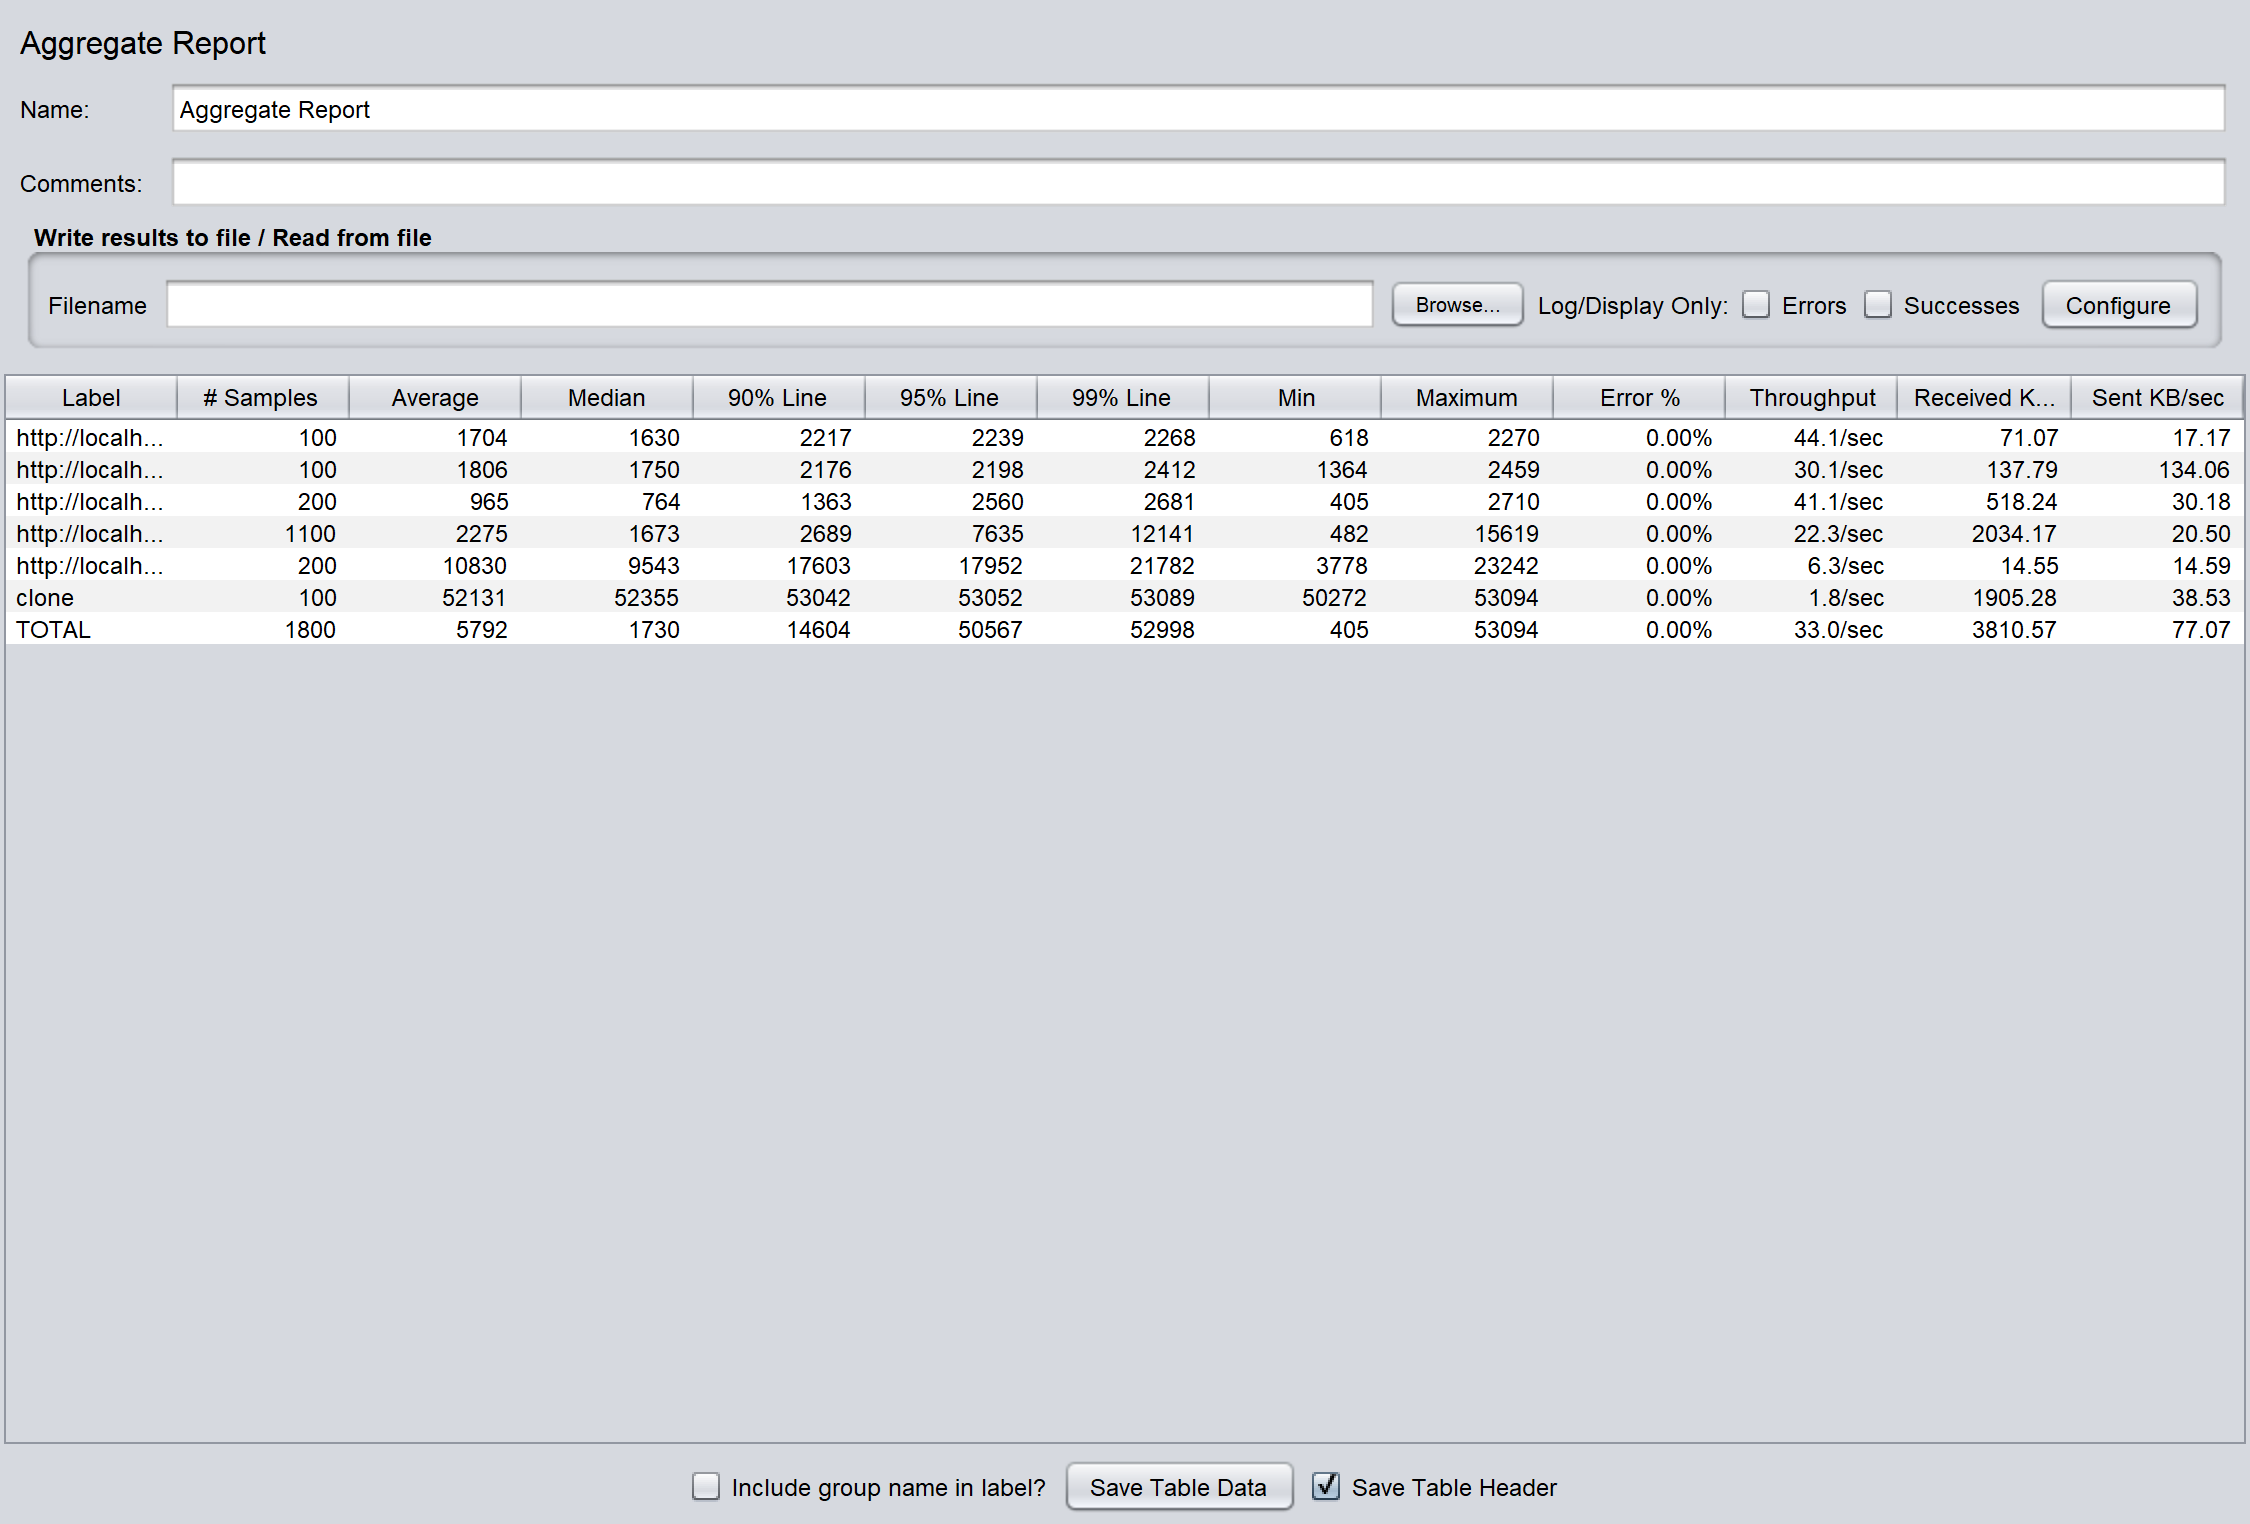 Aggregate Report
Name: Aggregate Report
Comments:
Write results to file / Read from file
Filename Browse... Log/Display Only: Errors Successes Configure
Label # Samples Average Median 90% Line 95% Line 99% Line Min Maximum Error % Throughput Received K... Sent KB/sec
http://localh... 100 1704 1630 2217 2239 2268 618 2270 0.00% 44.1/sec 71.07 17.17
http://localh... 100 1806 1750 2176 2198 2412 1364 2459 0.00% 30.1/sec 137.79 134.06
http://localh... 200 965 764 1363 2560 2681 405 2710 0.00% 41.1/sec 518.24 30.18
http://localh... 1100 2275 1673 2689 7635 12141 482 15619 0.00% 22.3/sec 2034.17 20.50
http://localh... 200 10830 9543 17603 17952 21782 3778 23242 0.00% 6.3/sec 14.55 14.59
clone 100 52131 52355 53042 53052 53089 50272 53094 0.00% 1.8/sec 1905.28 38.53
TOTAL 1800 5792 1730 14604 50567 52998 405 53094 0.00% 33.0/sec 3810.57 77.07
Include group name in label? Save Table Data Save Table Header